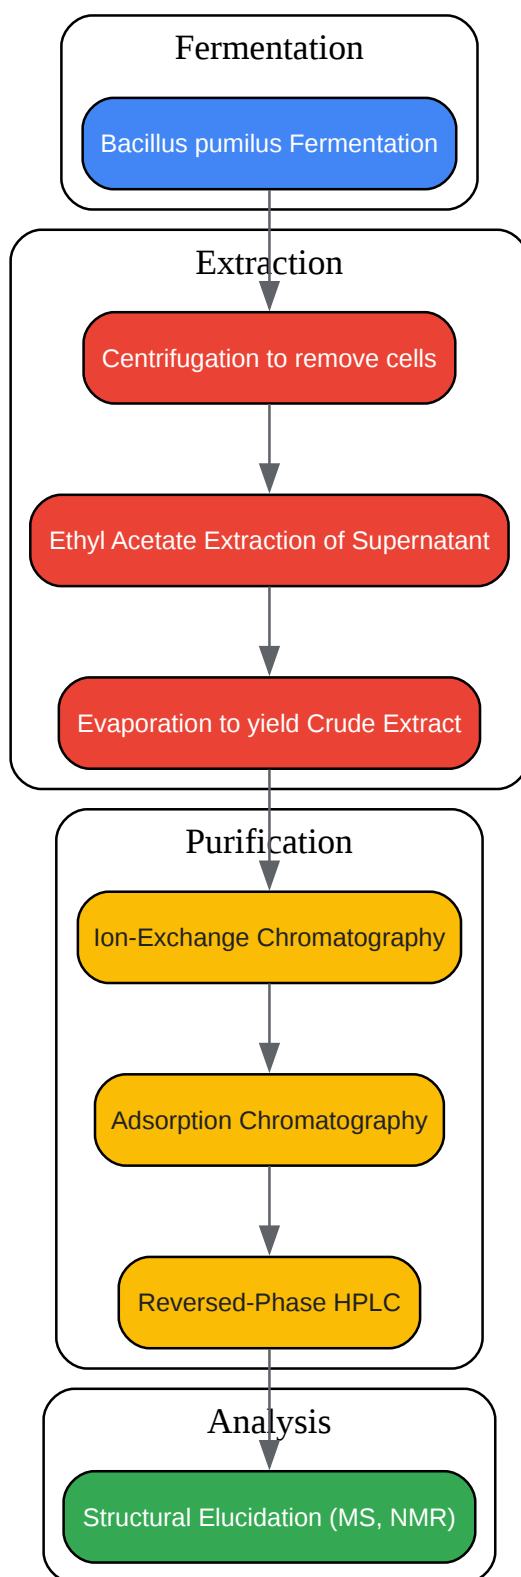 Fermentation
Bacillus pumilus Fermentation
Extraction
Centrifugation to remove cells
Ethyl Acetate Extraction of Supernatant
Evaporation to yield Crude Extract
Purification
Ion-Exchange Chromatography
Adsorption Chromatography
Reversed-Phase HPLC
Analysis
Structural Elucidation (MS, NMR)